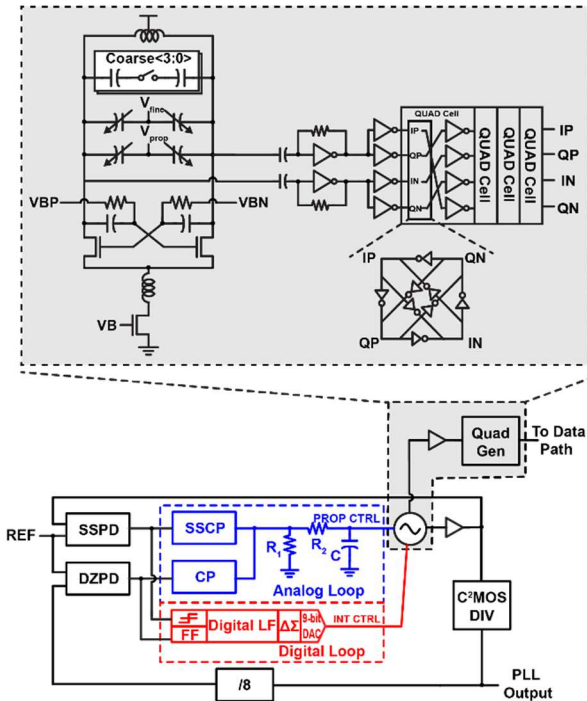 Coarse<3:0>
Vfine
Vprop
VBP
VBN
VB
QUAD Cell
IP
QP
IN
QN
QUAD Cell
QUAD Cell
QUAD Cell
IP
QP
IN
QN
IP
QN
QP
IN
Quad
Gen
To Data
Path
REF
SSPD
DZPD
SSCP
CP
R1
R2
C
PROP CTRL
Analog Loop
FF
Digital LF
ΔΣ
9-bit
DAC
INT CTRL
Digital Loop
C²MOS
DIV
/8
PLL
Output